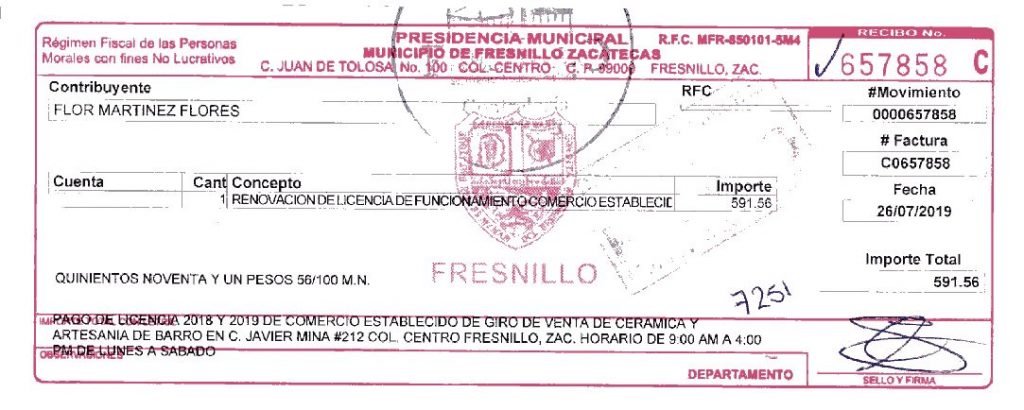 Régimen Fiscal de las Personas
Morales con fines No Lucrativos
PRESIDENCIA MUNICIPAL
MUNICIPIO DE FRESNILLO ZACATECAS
C. JUAN DE TOLOSA No. 100 COL. CENTRO C. P. 99000 FRESNILLO, ZAC.
R.F.C. MFR-850101-5M4
RECIBO No.
657858 C
Contribuyente
FLOR MARTINEZ FLORES
RFC
#Movimiento
0000657858
# Factura
C0657858
Fecha
26/07/2019
Cuenta Cant Concepto Importe
1 RENOVACION DE LICENCIA DE FUNCIONAMIENTO COMERCIO ESTABLECIE 591.56
Importe Total
591.56
QUINIENTOS NOVENTA Y UN PESOS 56/100 M.N.
FRESNILLO
7251
PAGO DE LICENCIA 2018 Y 2019 DE COMERCIO ESTABLECIDO DE GIRO DE VENTA DE CERAMICA Y
ARTESANIA DE BARRO EN C. JAVIER MINA #212 COL. CENTRO FRESNILLO, ZAC. HORARIO DE 9:00 AM A 4:00
PM DE LUNES A SABADO
OBSERVACIONES
DEPARTAMENTO
SELLO Y FIRMA